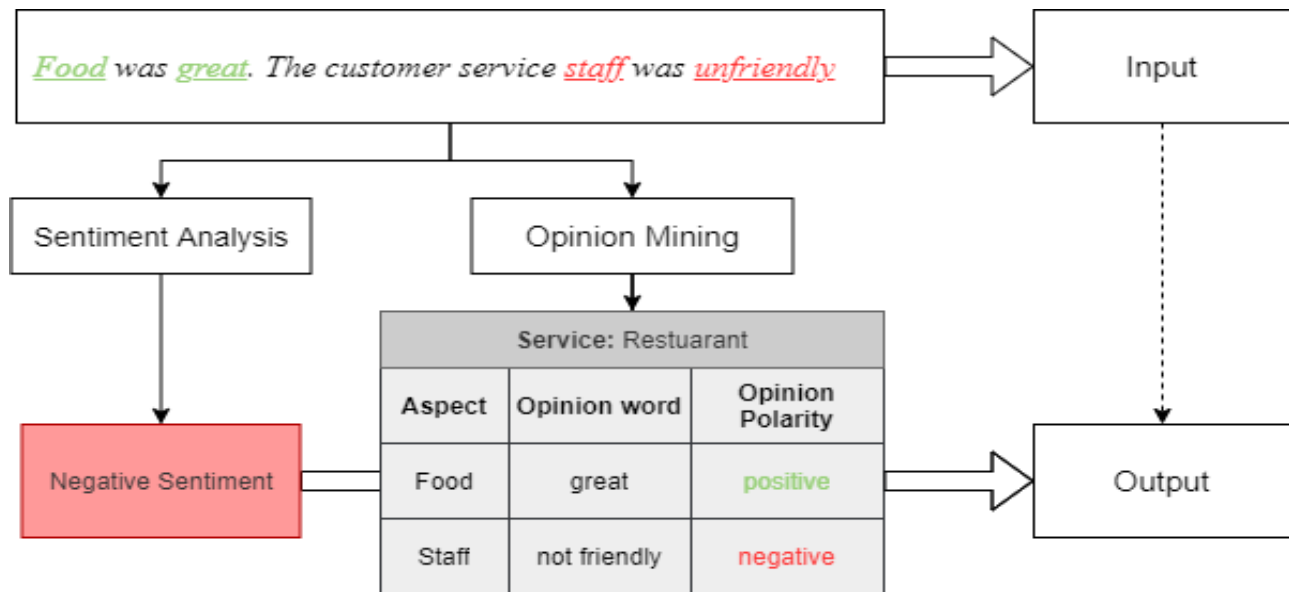 Food was great. The customer service staff was unfriendly
Input
Sentiment Analysis
Opinion Mining
Service: Restuarant
Aspect
Opinion word
Opinion
Polarity
Negative Sentiment
Food
great
positive
Output
Staff
not friendly
negative